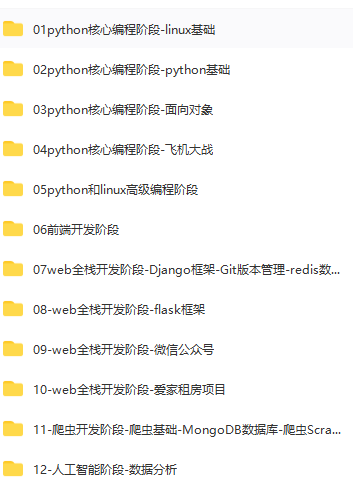 01python核心编程阶段-linux基础
02python核心编程阶段-python基础
03python核心编程阶段-面向对象
04python核心编程阶段-飞机大战
05python和linux高级编程阶段
06前端开发阶段
07web全栈开发阶段-Django框架-Git版本管理-redis数...
08-web全栈开发阶段-flask框架
09-web全栈开发阶段-微信公众号
10-web全栈开发阶段-爱家租房项目
11-爬虫开发阶段-爬虫基础-MongoDB数据库-爬虫Scra...
12-人工智能阶段-数据分析